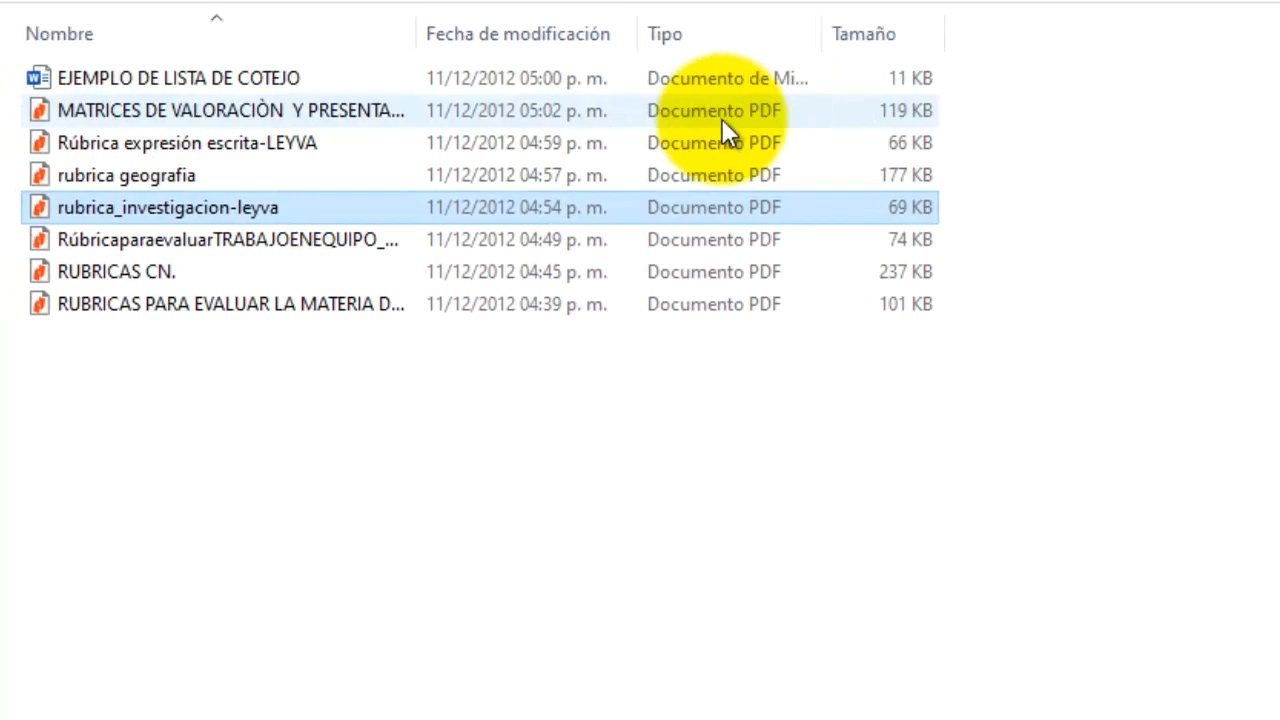 Nombre Fecha de modificación Tipo Tamaño
EJEMPLO DE LISTA DE COTEJO 11/12/2012 05:00 p. m. Documento de Mi... 11 KB
MATRICES DE VALORACIÒN  Y PRESENTA... 11/12/2012 05:02 p. m. Documento PDF 119 KB
Rúbrica expresión escrita-LEYVA 11/12/2012 04:59 p. m. Documento PDF 66 KB
rubrica geografia 11/12/2012 04:57 p. m. Documento PDF 177 KB
rubrica_investigacion-leyva 11/12/2012 04:54 p. m. Documento PDF 69 KB
RúbricaparaevaluarTRABAJOENEQUIPO_... 11/12/2012 04:49 p. m. Documento PDF 74 KB
RUBRICAS CN. 11/12/2012 04:45 p. m. Documento PDF 237 KB
RUBRICAS PARA EVALUAR LA MATERIA D... 11/12/2012 04:39 p. m. Documento PDF 101 KB